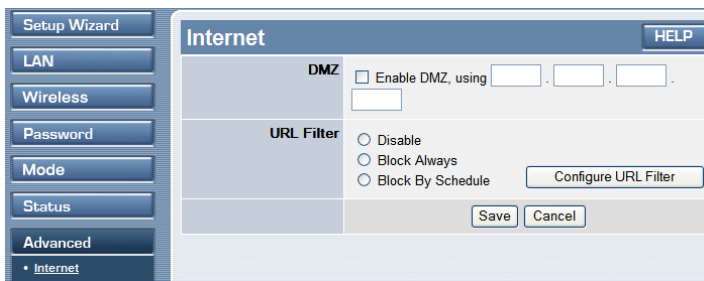 Setup Wizard
LAN
Wireless
Password
Mode
Status
Advanced
• Internet
Internet
HELP
DMZ
Enable DMZ, using . . .
URL Filter
Disable
Block Always
Block By Schedule
Configure URL Filter
Save Cancel